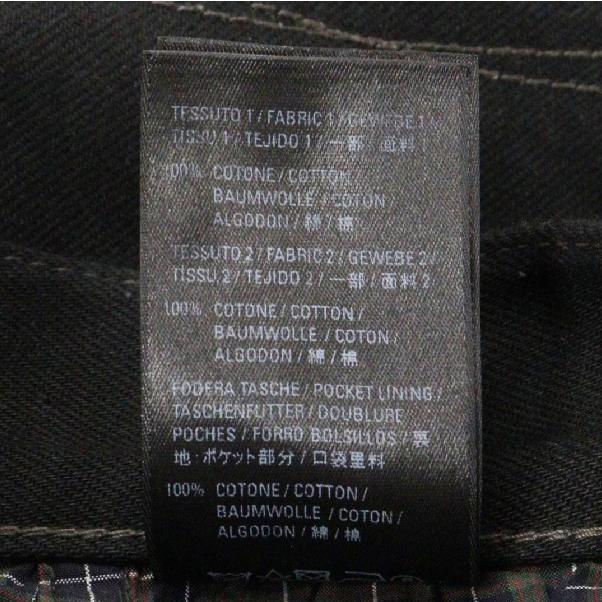 TESSUTO 1 / FABRIC 1 / GEWEBE 1 /
TISSU 1 / TEJIDO 1 / 一部 / 面料 1
100% COTONE / COTTON /
BAUMWOLLE / COTON /
ALGODON / 綿 / 棉
TESSUTO 2 / FABRIC 2 / GEWEBE 2 /
TISSU 2 / TEJIDO 2 / 一部 / 面料 2
100% COTONE / COTTON /
BAUMWOLLE / COTON /
ALGODON / 綿 / 棉
FODERA TASCHE / POCKET LINING /
TASCHENFUTTER / DOUBLURE
POCHES / FORRO BOLSILLOS / 裏
地・ポケット部分 / 口袋里料
100% COTONE / COTTON /
BAUMWOLLE / COTON /
ALGODON / 綿 / 棉